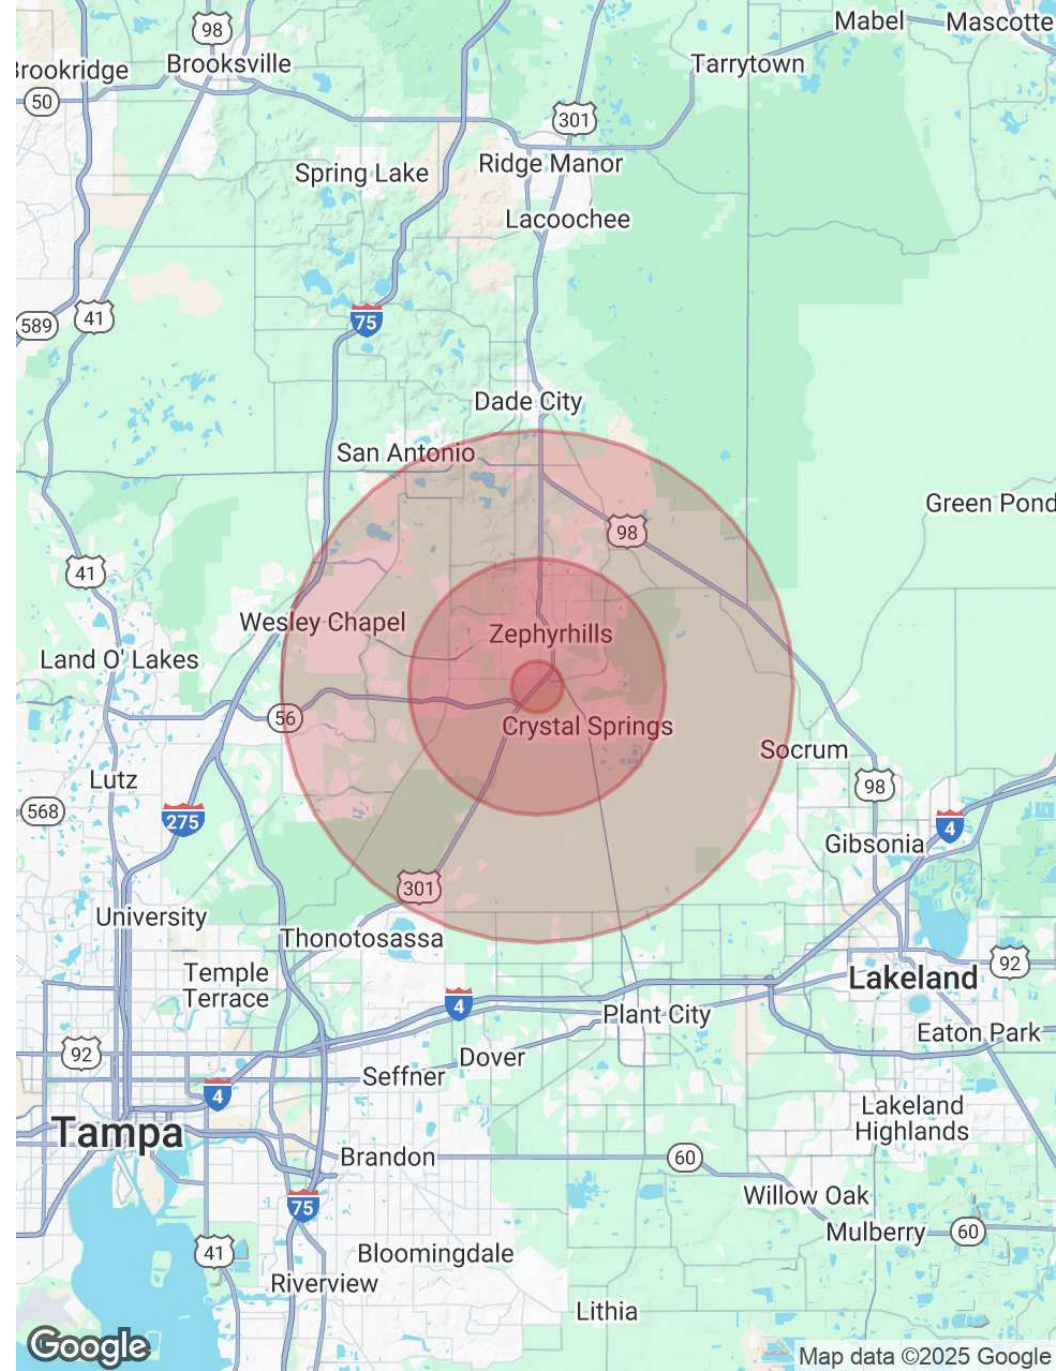 Mabel
Mascotte
98
Brooksville
Brookridge
Tarrytown
50
301
Ridge Manor
Spring Lake
Lacoochee
589
41
75
Dade City
San Antonio
Green Pond
98
41
Wesley Chapel
Zephyrhills
Land O' Lakes
56
Crystal Springs
Socrum
Lutz
98
568
275
4
Gibsonia
301
University
Thonotosassa
Temple
Terrace
92
Lakeland
4
Plant City
Eaton Park
92
Dover
Seffner
4
Lakeland
Highlands
Tampa
Brandon
60
75
Willow Oak
Mulberry
60
41
Bloomingdale
Riverview
Lithia
Google
Map data ©2025 Google